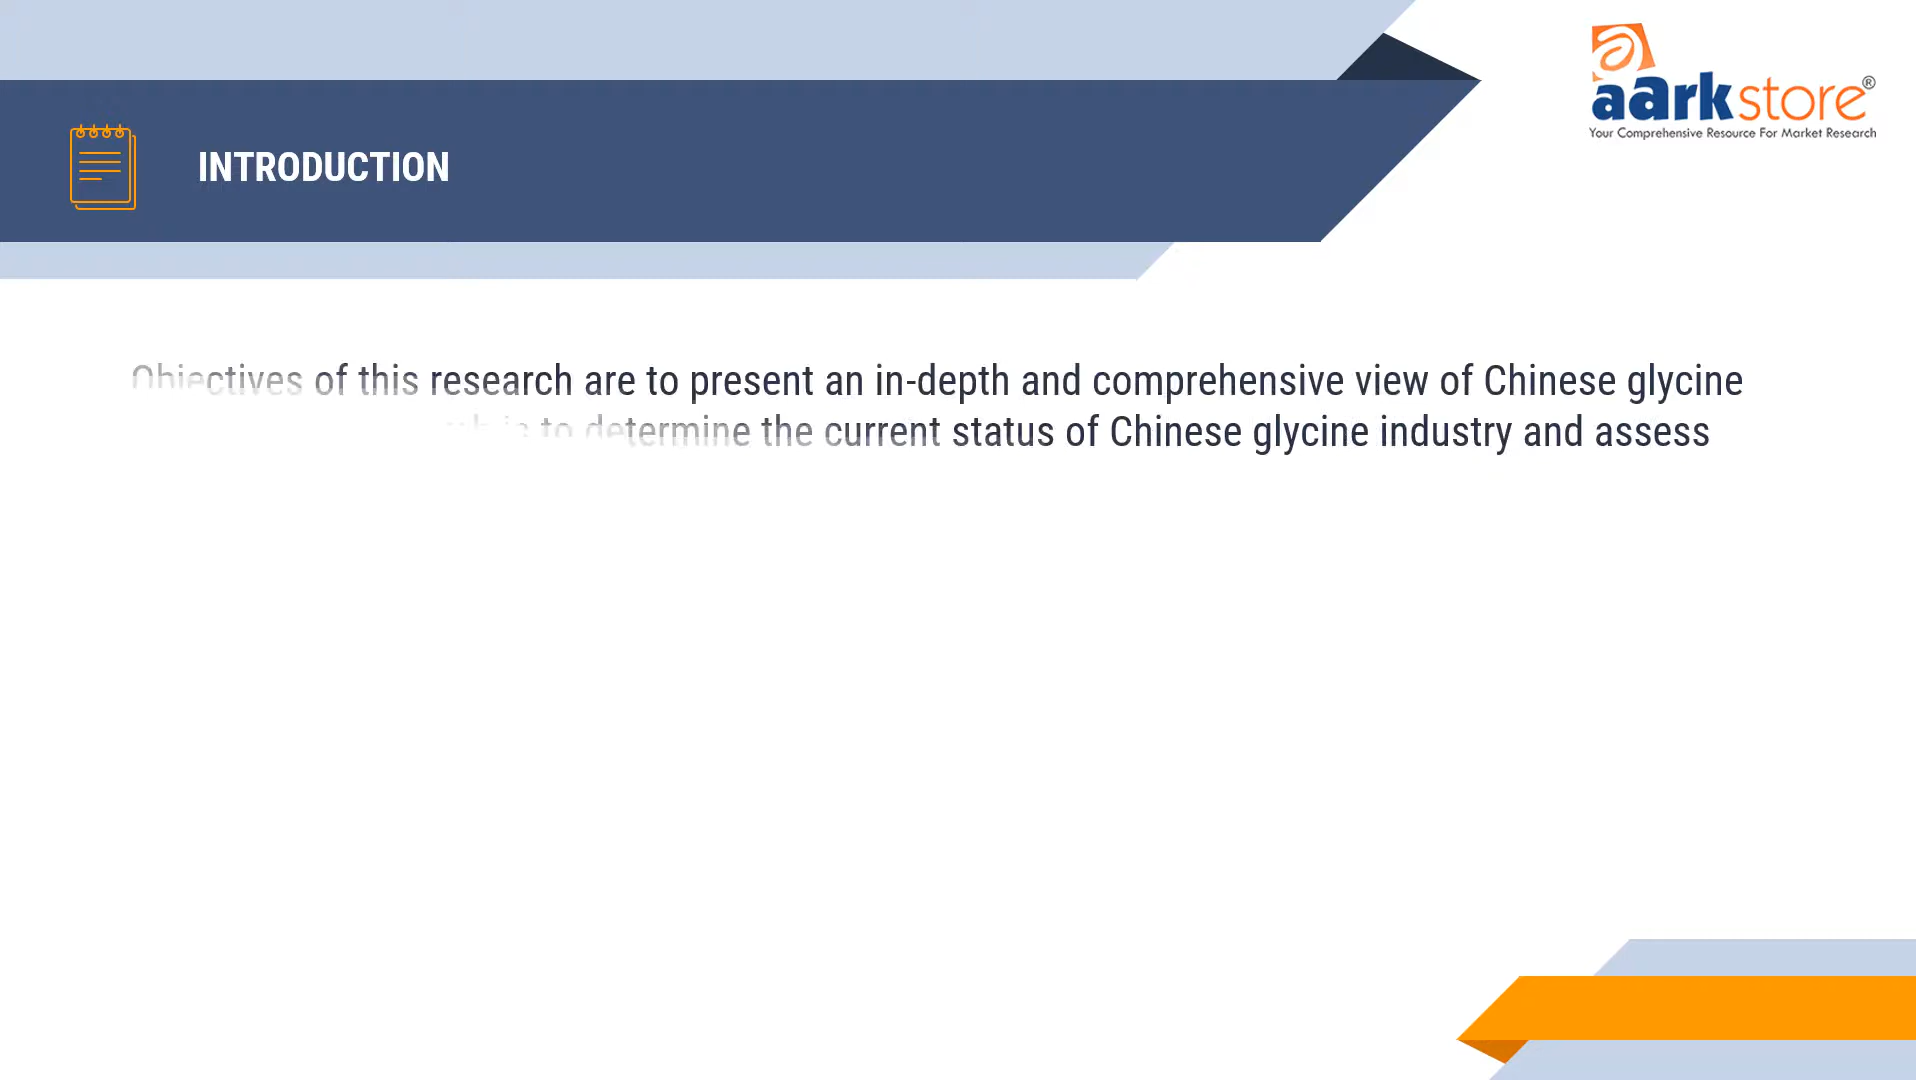 aarkstore®
Your Comprehensive Resource For Market Research
INTRODUCTION
Objectives of this research are to present an in-depth and comprehensive view of Chinese glycine
to determine the current status of Chinese glycine industry and assess